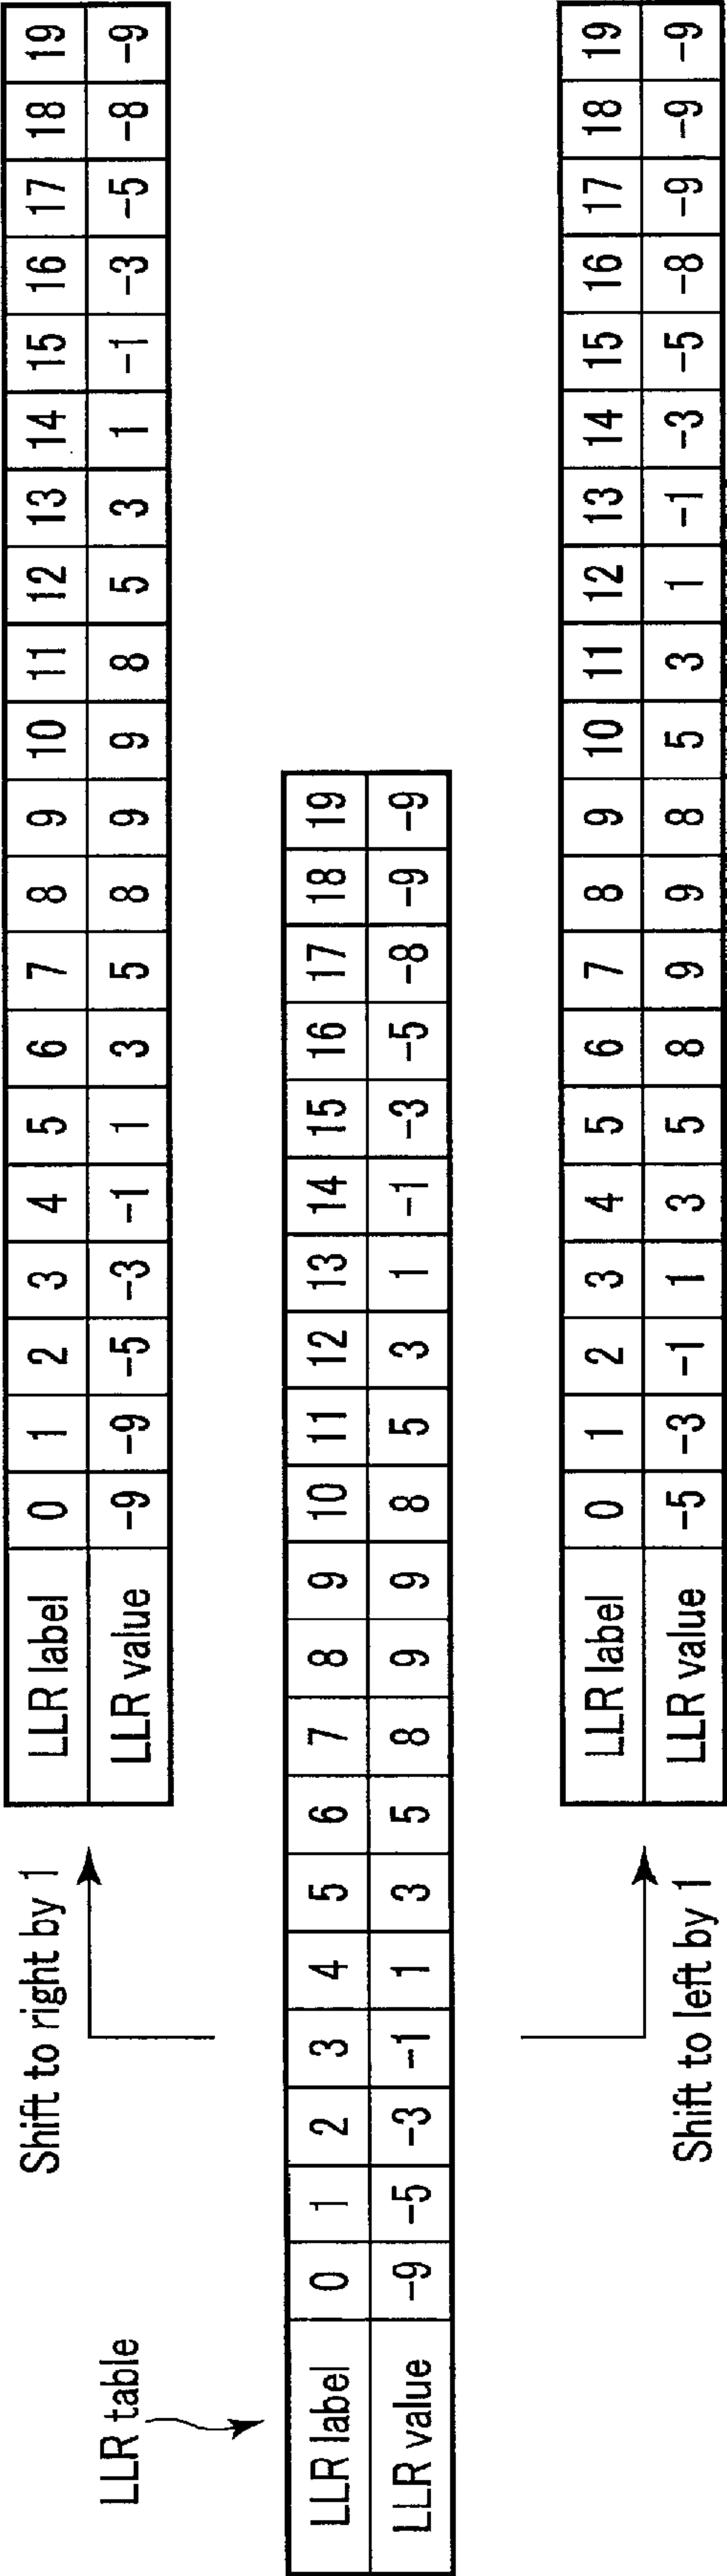 Shift to right by 1
LLR label 0 1 2 3 4 5 6 7 8 9 10 11 12 13 14 15 16 17 18 19
LLR value -9 -9 -5 -3 -1 1 3 5 8 9 9 8 5 3 1 -1 -3 -5 -8 -9
LLR table
LLR label 0 1 2 3 4 5 6 7 8 9 10 11 12 13 14 15 16 17 18 19
LLR value -9 -5 -3 -1 1 3 5 8 9 9 8 5 3 1 -1 -3 -5 -8 -9 -9
Shift to left by 1
LLR label 0 1 2 3 4 5 6 7 8 9 10 11 12 13 14 15 16 17 18 19
LLR value -5 -3 -1 1 3 5 8 9 9 8 5 3 1 -1 -3 -5 -8 -9 -9 -9